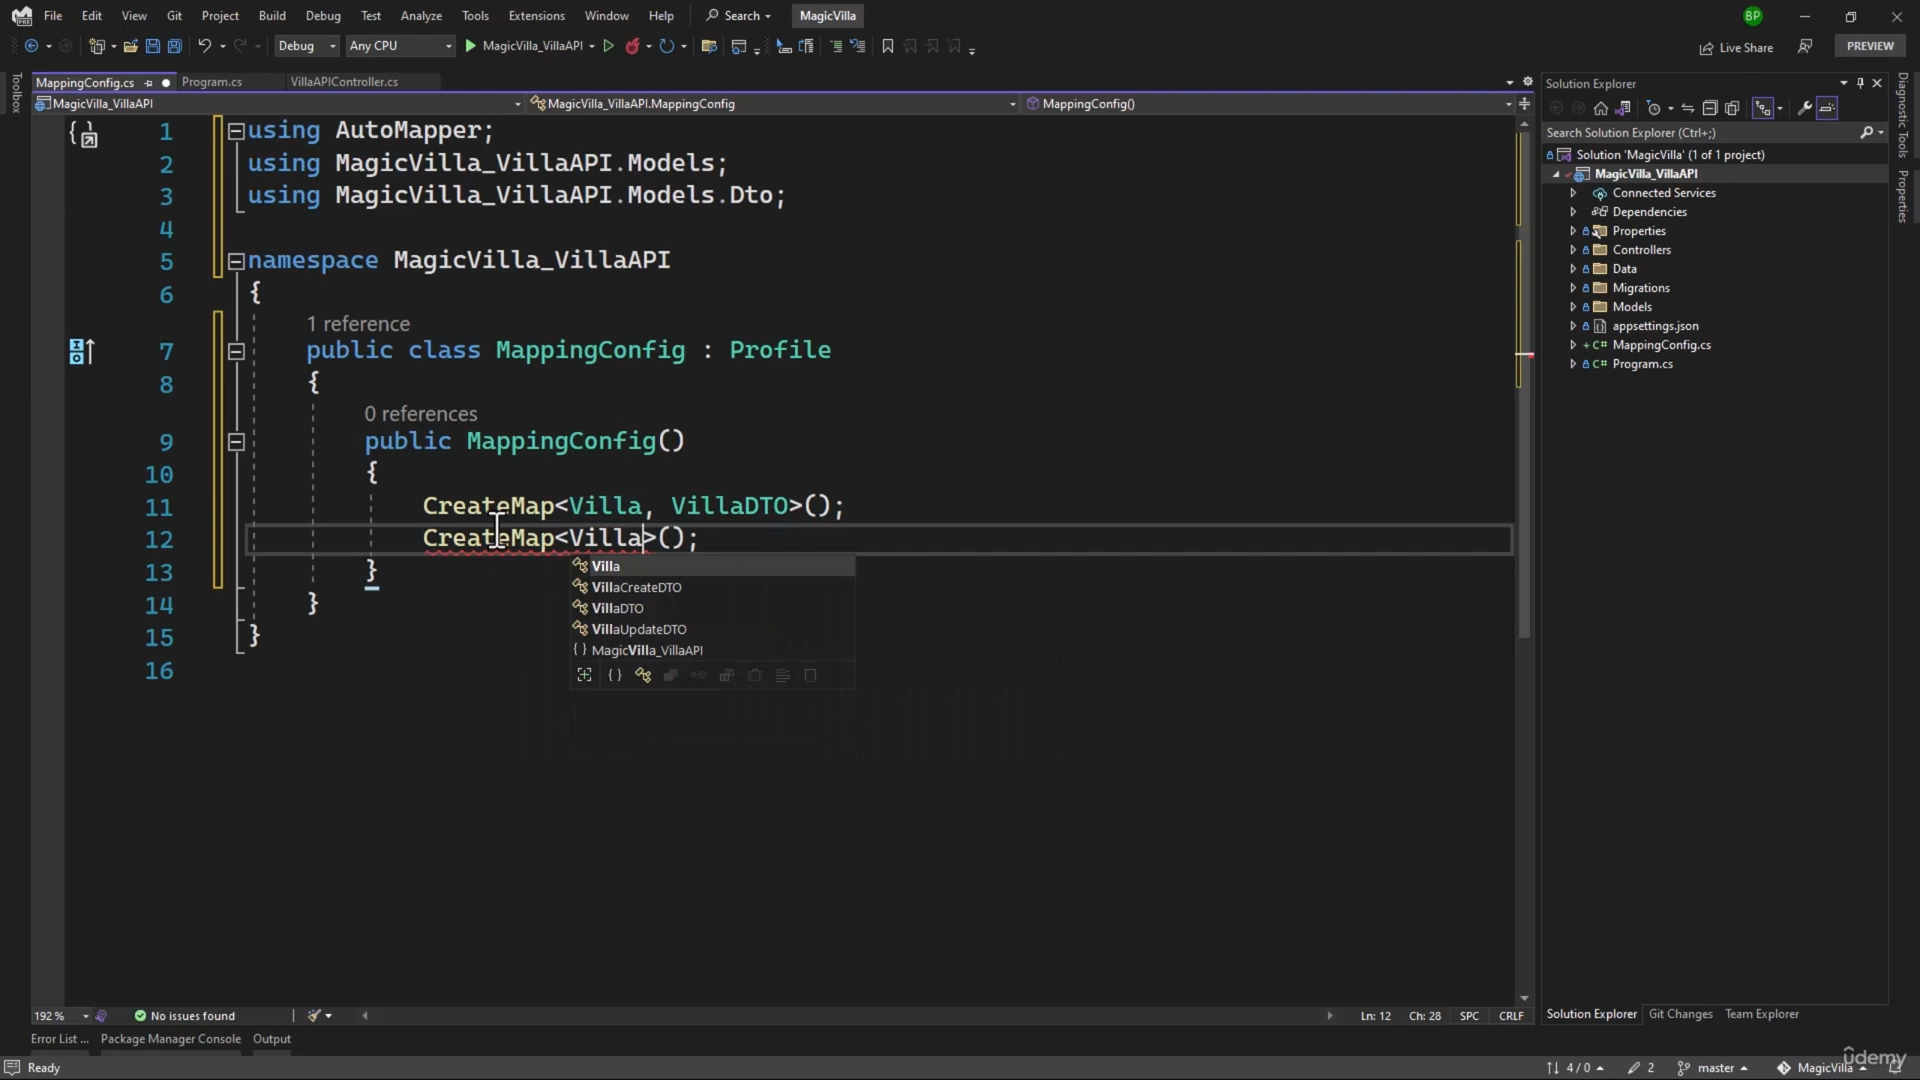 File Edit View Git Project Build Debug Test Analyze Tools Extensions Window Help Search MagicVilla BP
Debug Any CPU MagicVilla_VillaAPI Live Share PREVIEW
Toolbox
MappingConfig.cs Program.cs VillaAPIController.cs
MagicVilla_VillaAPI MagicVilla_VillaAPI.MappingConfig MappingConfig()
1 using AutoMapper;
2 using MagicVilla_VillaAPI.Models;
3 using MagicVilla_VillaAPI.Models.Dto;
4
5 namespace MagicVilla_VillaAPI
6 {
1 reference
7 public class MappingConfig : Profile
8 {
0 references
9 public MappingConfig()
10 {
11 CreateMap<Villa, VillaDTO>();
12 CreateMap<Villa>();
13 }
14 }
15 }
16
Villa
VillaCreateDTO
VillaDTO
VillaUpdateDTO
{ } MagicVilla_VillaAPI
Solution Explorer
Search Solution Explorer (Ctrl+;)
Solution 'MagicVilla' (1 of 1 project)
MagicVilla_VillaAPI
Connected Services
Dependencies
Properties
Controllers
Data
Migrations
Models
appsettings.json
C# MappingConfig.cs
C# Program.cs
Diagnostic Tools
Properties
192 % No issues found Ln: 12 Ch: 28 SPC CRLF
Solution Explorer Git Changes Team Explorer
Error List ... Package Manager Console Output
Ready 4 / 0 2 master MagicVilla
udemy